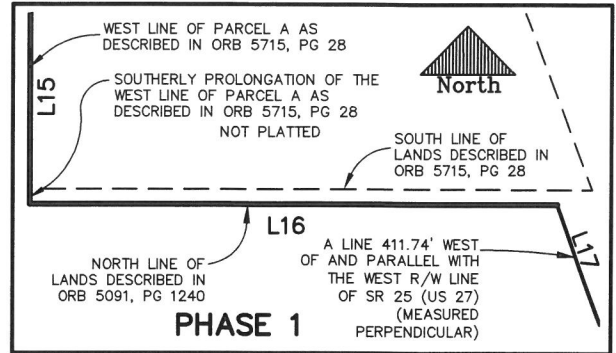 WEST LINE OF PARCEL A AS
DESCRIBED IN ORB 5715, PG 28
L15
SOUTHERLY PROLONGATION OF THE
WEST LINE OF PARCEL A AS
DESCRIBED IN ORB 5715, PG 28
NOT PLATTED
North
SOUTH LINE OF
LANDS DESCRIBED IN
ORB 5715, PG 28
L16
NORTH LINE OF
LANDS DESCRIBED IN
ORB 5091, PG 1240
A LINE 411.74' WEST
OF AND PARALLEL WITH
THE WEST R/W LINE
OF SR 25 (US 27)
(MEASURED
PERPENDICULAR)
L17
PHASE 1